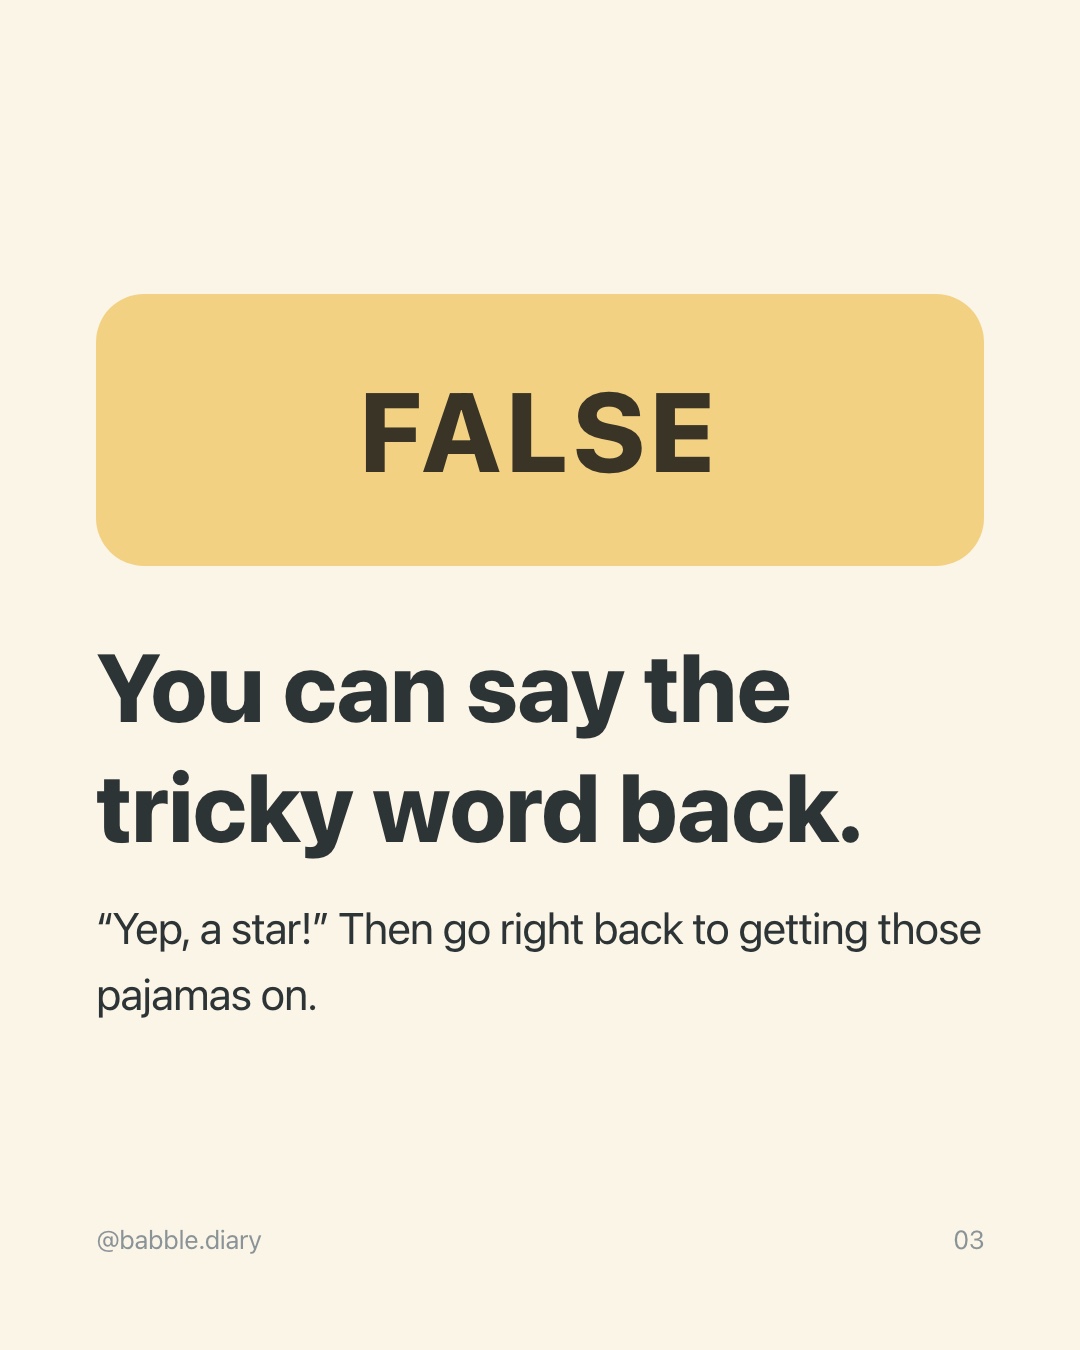 FALSE
You can say the
tricky word back.
“Yep, a star!” Then go right back to getting those
pajamas on.
@babble.diary
03